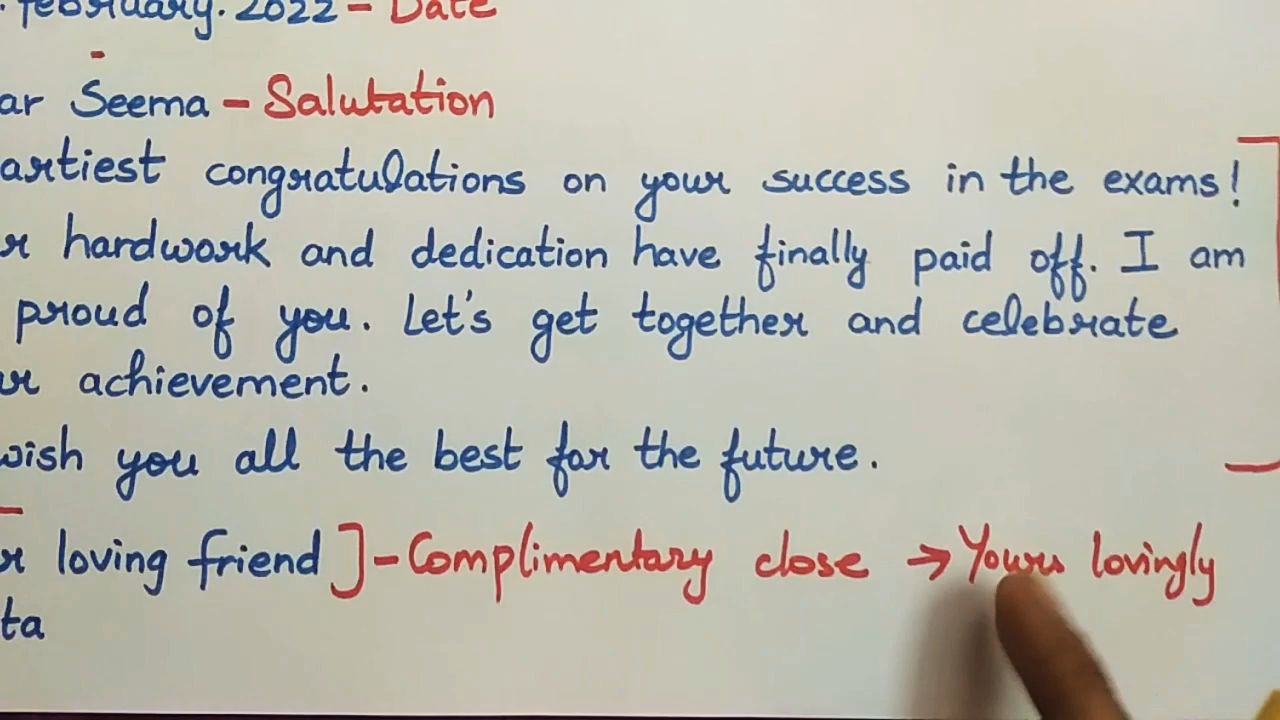 . February. 2022 - Date
ar Seema - Salutation
artiest congratulations on your success in the exams!
r hardwork and dedication have finally paid off. I am
proud of you. Let's get together and celebrate
ur achievement.
wish you all the best for the future.
r loving friend ] - Complimentary close → Yours lovingly
ta